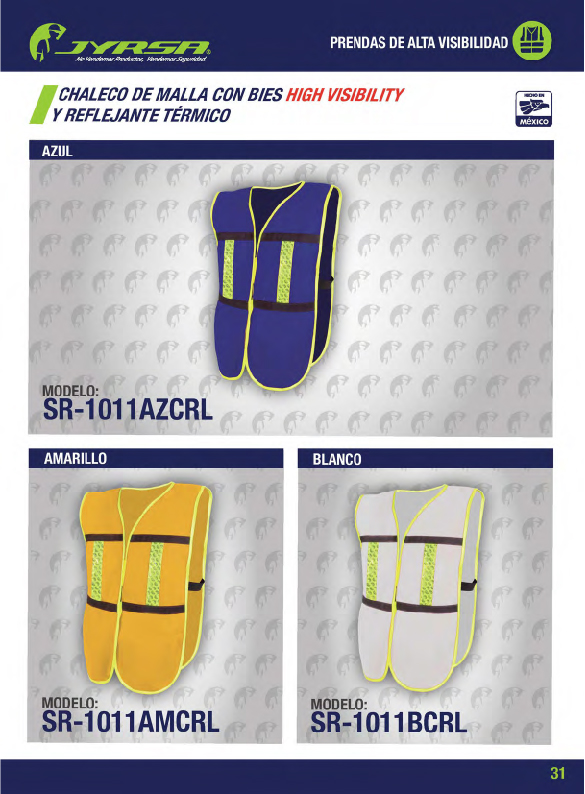 JYRSA®
No Vendemos Productos, Vendemos Seguridad
PRENDAS DE ALTA VISIBILIDAD
CHALECO DE MALLA CON BIES HIGH VISIBILITY
Y REFLEJANTE TÉRMICO
HECHO EN
MÉXICO
AZUL
MODELO:
SR-1011AZCRL
AMARILLO
MODELO:
SR-1011AMCRL
BLANCO
MODELO:
SR-1011BCRL
31